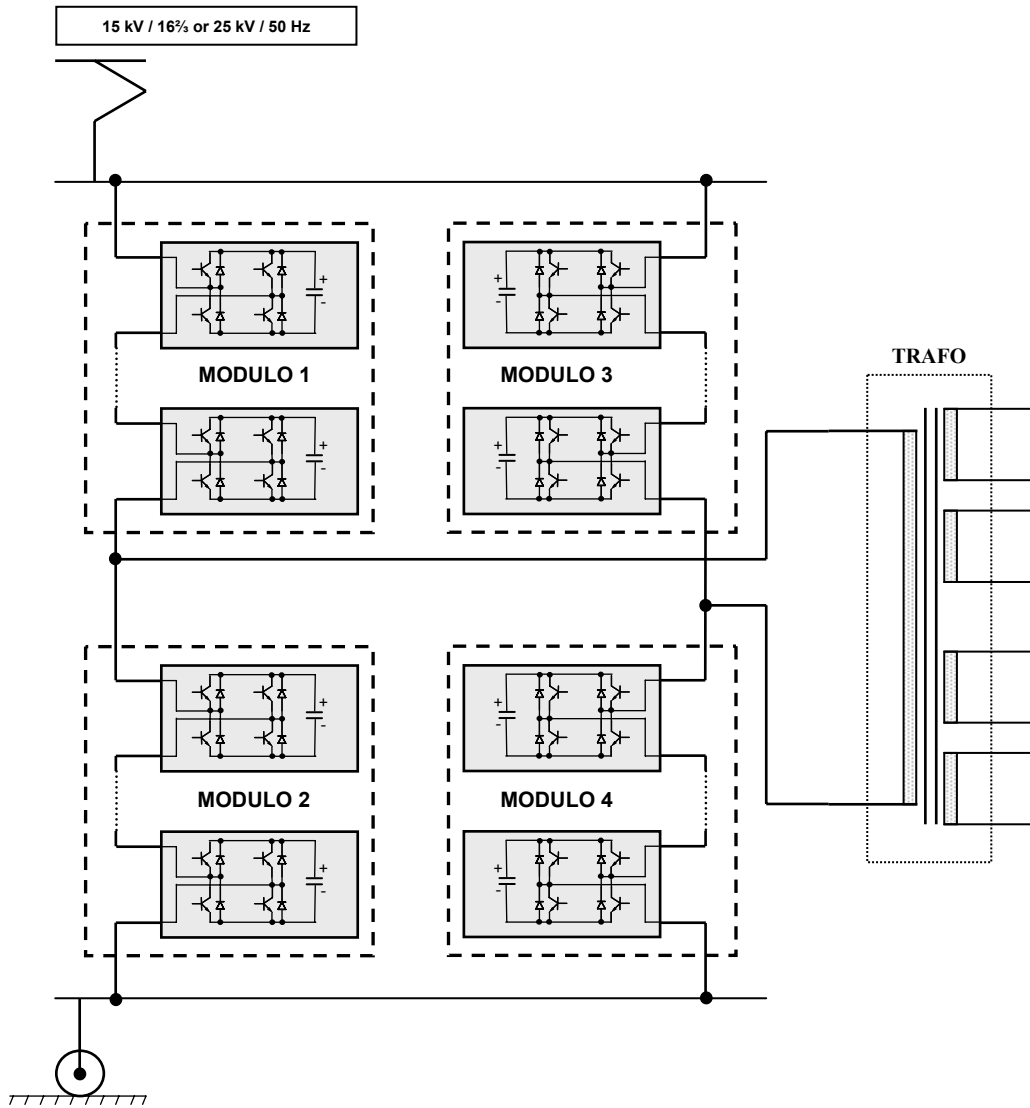 15 kV / 16⅔ or 25 kV / 50 Hz
+
-
+
-
MODULO 1
MODULO 3
TRAFO
+
-
+
-
+
-
+
-
MODULO 2
MODULO 4
+
-
+
-